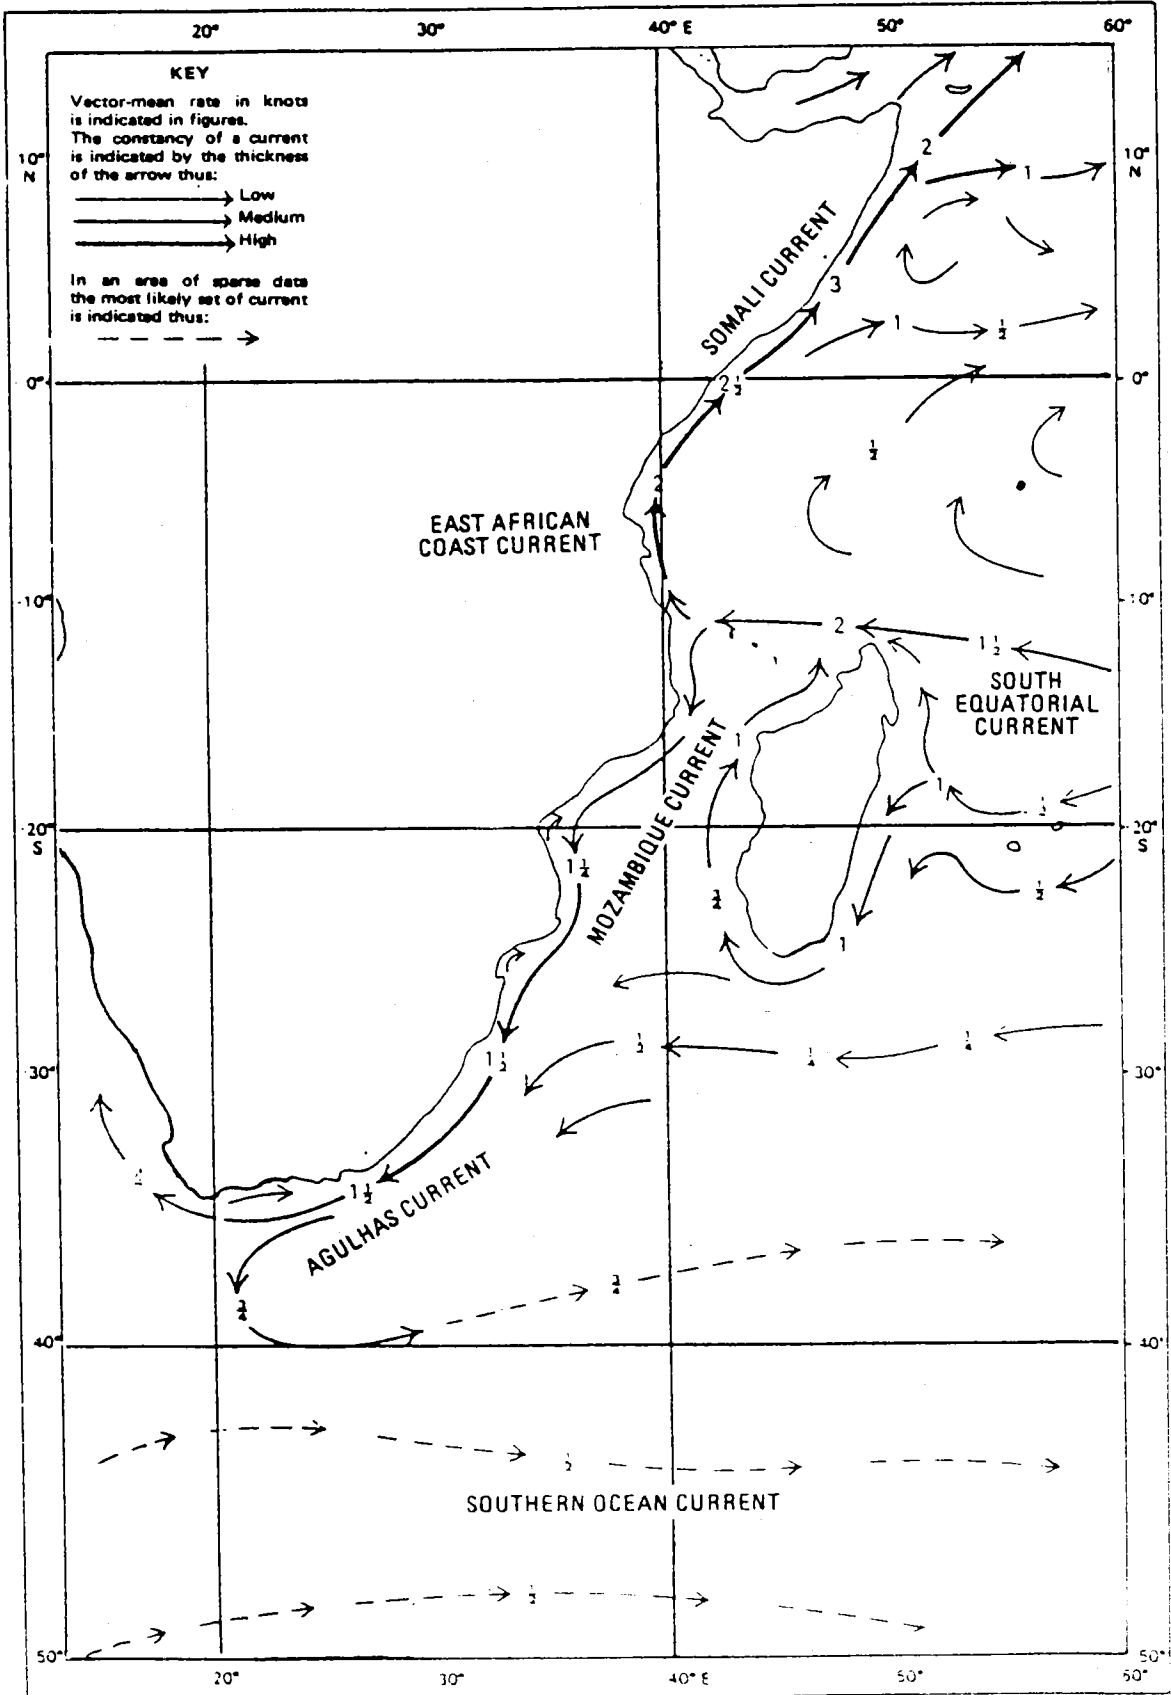 20° 30° 40° E 50° 60°
KEY
Vector-mean rate in knots
is indicated in figures.
The constancy of a current
is indicated by the thickness
of the arrow thus:
Low
Medium
High
In an area of sparse data
the most likely set of current
is indicated thus:
10°
N
10°
N
2
1
SOMALI CURRENT
3
1
½
0°
0°
2½
½
2
EAST AFRICAN
COAST CURRENT
10°
10°
2
1½
SOUTH
EQUATORIAL
CURRENT
1
MOZAMBIQUE CURRENT
1
½
20°
S
20°
S
1¼
½
1
1½
½
¼
¼
30°
30°
1½
AGULHAS CURRENT
¾
¾
40°
40°
½
SOUTHERN OCEAN CURRENT
½
50°
50°
20° 30° 40° E 50° 60°